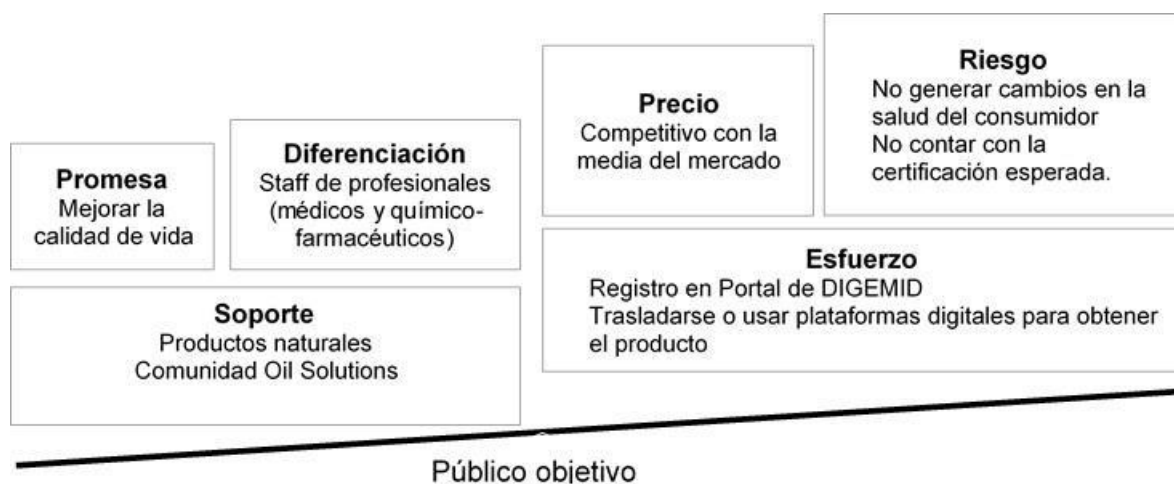 Promesa
Mejorar la
calidad de vida
Diferenciación
Staff de profesionales
(médicos y químico-
farmacéuticos)
Soporte
Productos naturales
Comunidad Oil Solutions
Precio
Competitivo con la
media del mercado
Riesgo
No generar cambios en la
salud del consumidor
No contar con la
certificación esperada.
Esfuerzo
Registro en Portal de DIGEMID
Trasladarse o usar plataformas digitales para obtener
el producto
Público objetivo